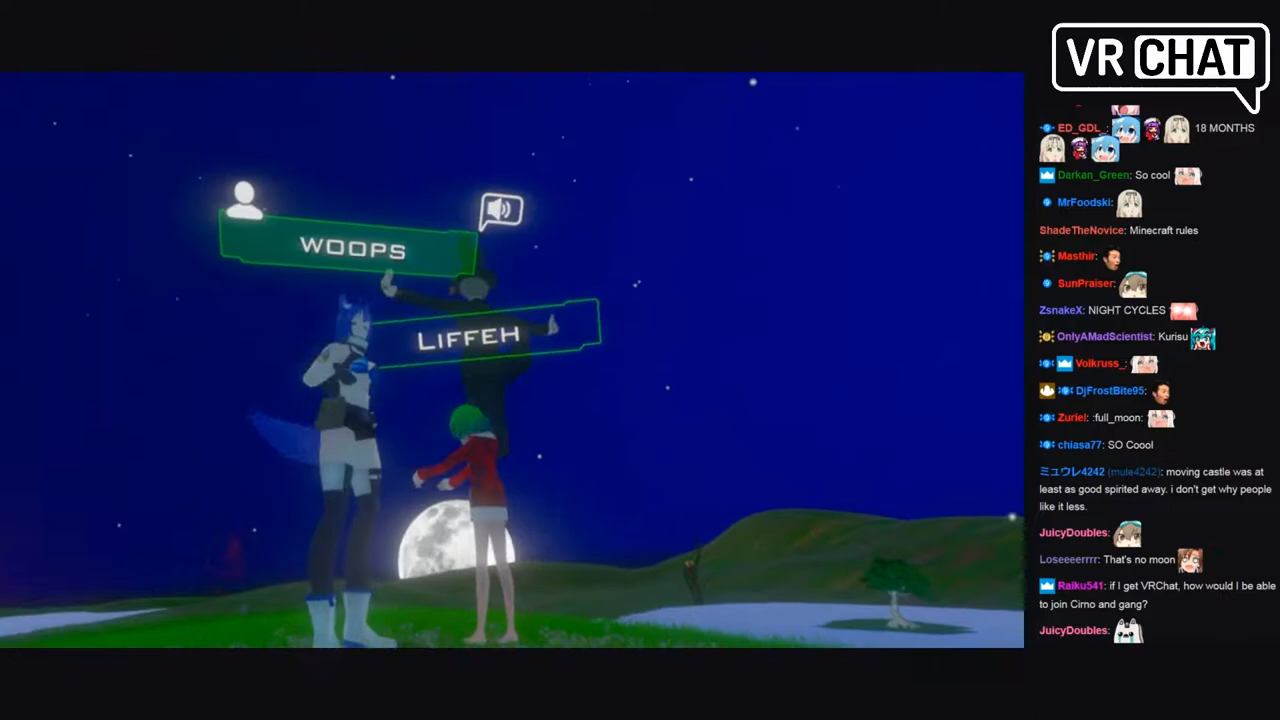 VR CHAT
WOOPS
LIFFEH
ED_GDL_: 18 MONTHS
Darkan_Green: So cool
MrFoodski:
ShadeTheNovice: Minecraft rules
Masthir:
SunPraiser:
ZsnakeX: NIGHT CYCLES
OnlyAMadScientist: Kurisu
Volkruss_:
DjFrostBite95:
Zuriel: :full_moon:
chiasa77: SO Coool
ミュウレ4242 (mule4242): moving castle was at
least as good spirited away. i don't get why people
like it less.
JuicyDoubles:
Loseeeerrrr: That's no moon
Raiku541: if I get VRChat, how would I be able
to join Cirno and gang?
JuicyDoubles: